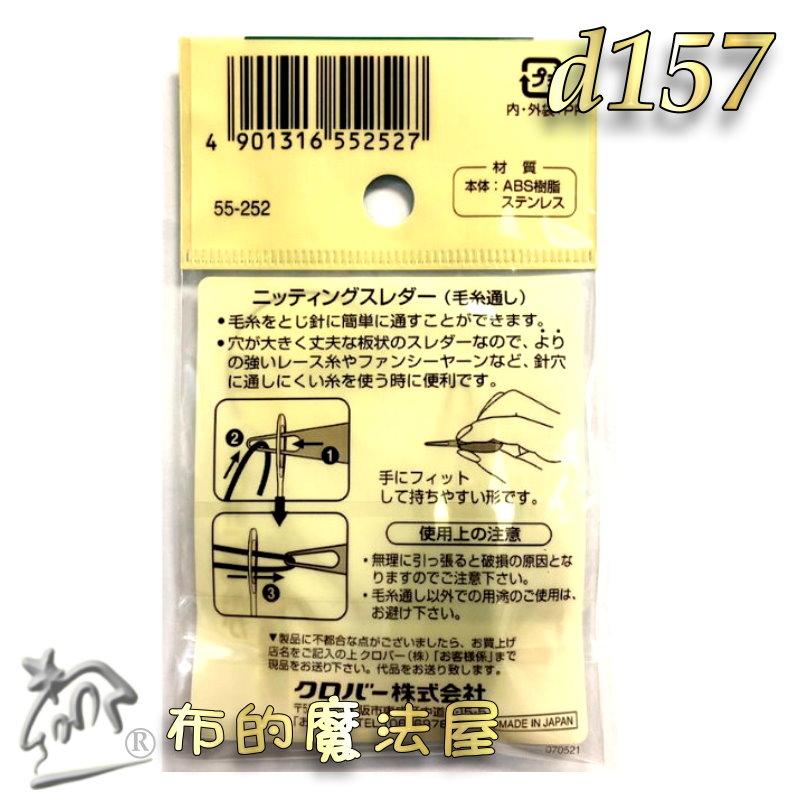 d157
プラ
内・外装:PP
4 901316 552527
材 質
本体:ABS樹脂
ステンレス
55-252
ニッティングスレダー(毛糸通し)
•毛糸をとじ針に簡単に通すことができます。
•穴が大きく丈夫な板状のスレダーなので、より
の強いレース糸やファンシーヤーンなど、針穴
に通しにくい糸を使う時に便利です。
2
1
3
手にフィット
して持ちやすい形です。
使用上の注意
・無理に引っ張ると破損の原因とな
りますのでご注意下さい。
・毛糸通し以外での用途のご使用は、
お避け下さい。
▼製品に不都合な点がございましたら、お買上げ
店名をご記入の上クロバー(株)「お客様係」まで
現品をお送り下さい。代品をお送り致します。
クロバー株式会社
MADE IN JAPAN
布的魔法屋
®
070521